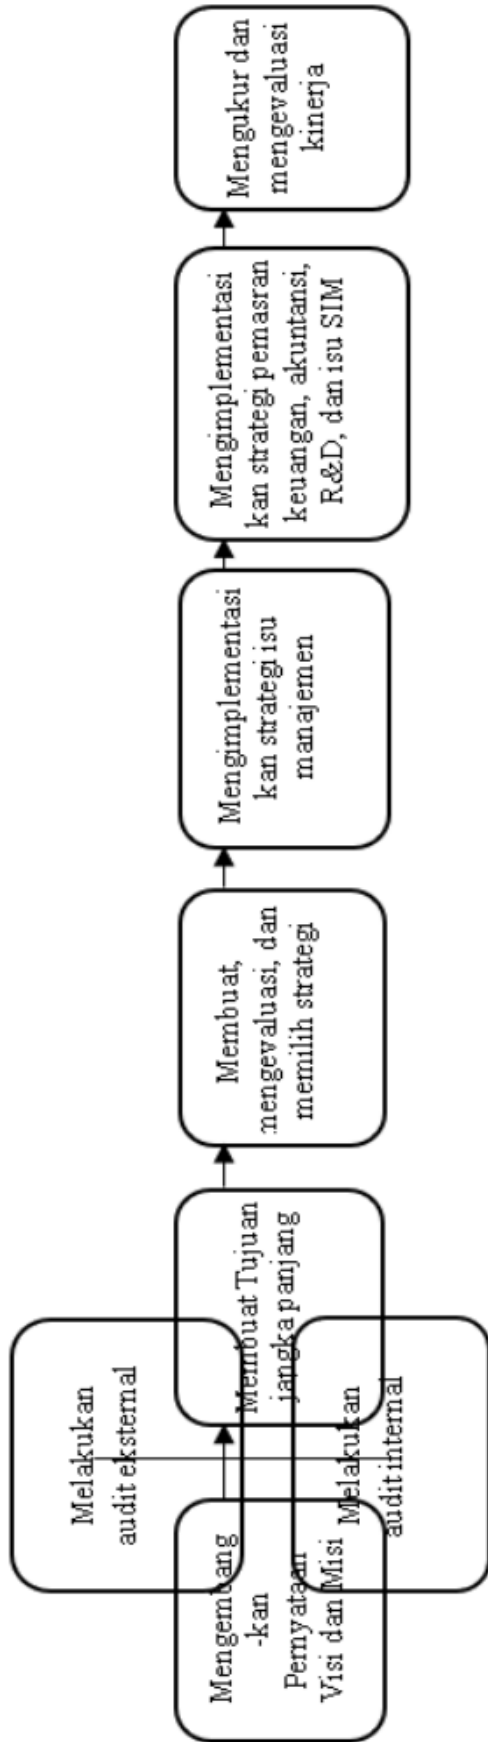 Mengembang
-kan
Pernyataan
Visi dan Misi
Melakukan
audit eksternal
Melakukan
audit internal
Membuat Tujuan
jangka panjang
Membuat,
mengevaluasi, dan
memilih strategi
Mengimplementasi
kan strategi isu
manajemen
Mengimplementasi
kan strategi pemasran
keuangan, akuntansi,
R&D, dan isu SIM
Mengukur dan
mengevaluasi
kinerja